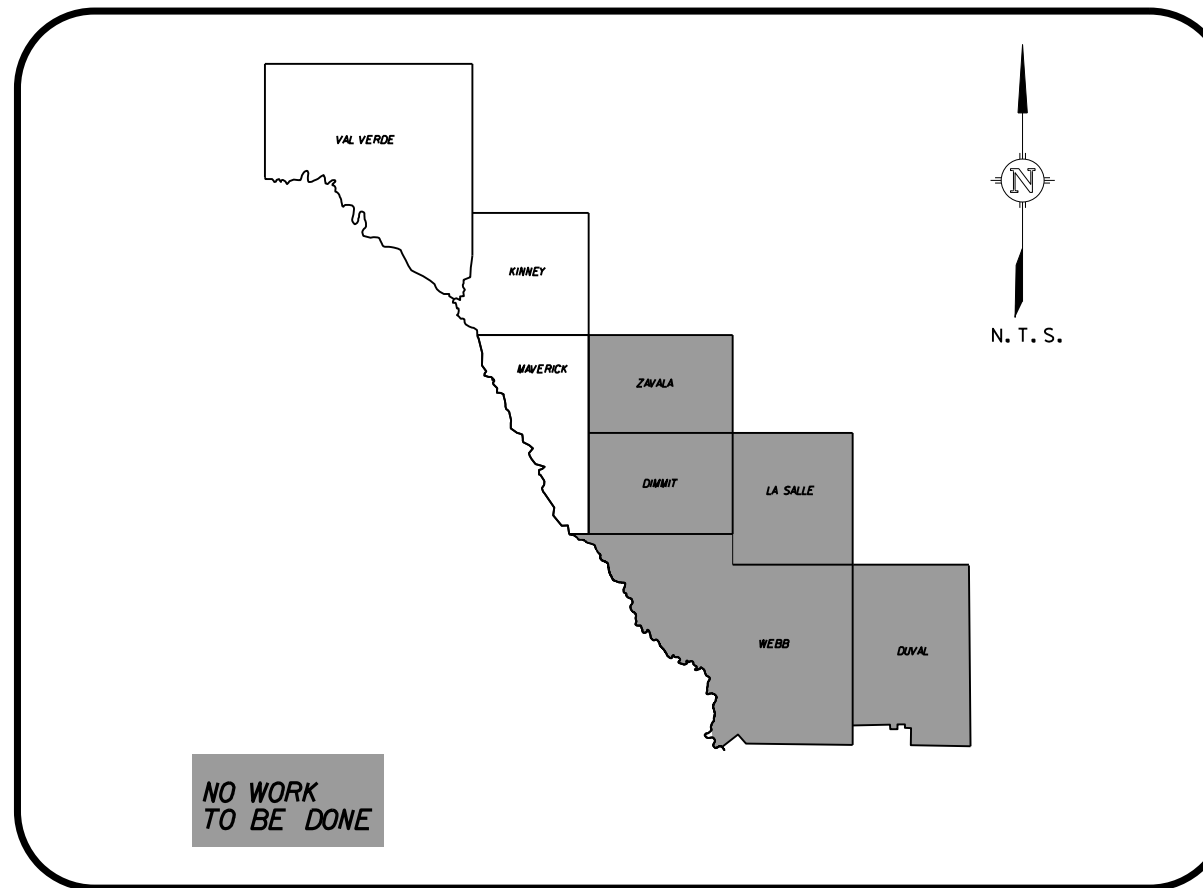 VAL VERDE
N
KINNEY
N. T. S.
MAVERICK
ZAVALA
DIMMIT
LA SALLE
WEBB
DUVAL
NO WORK
TO BE DONE